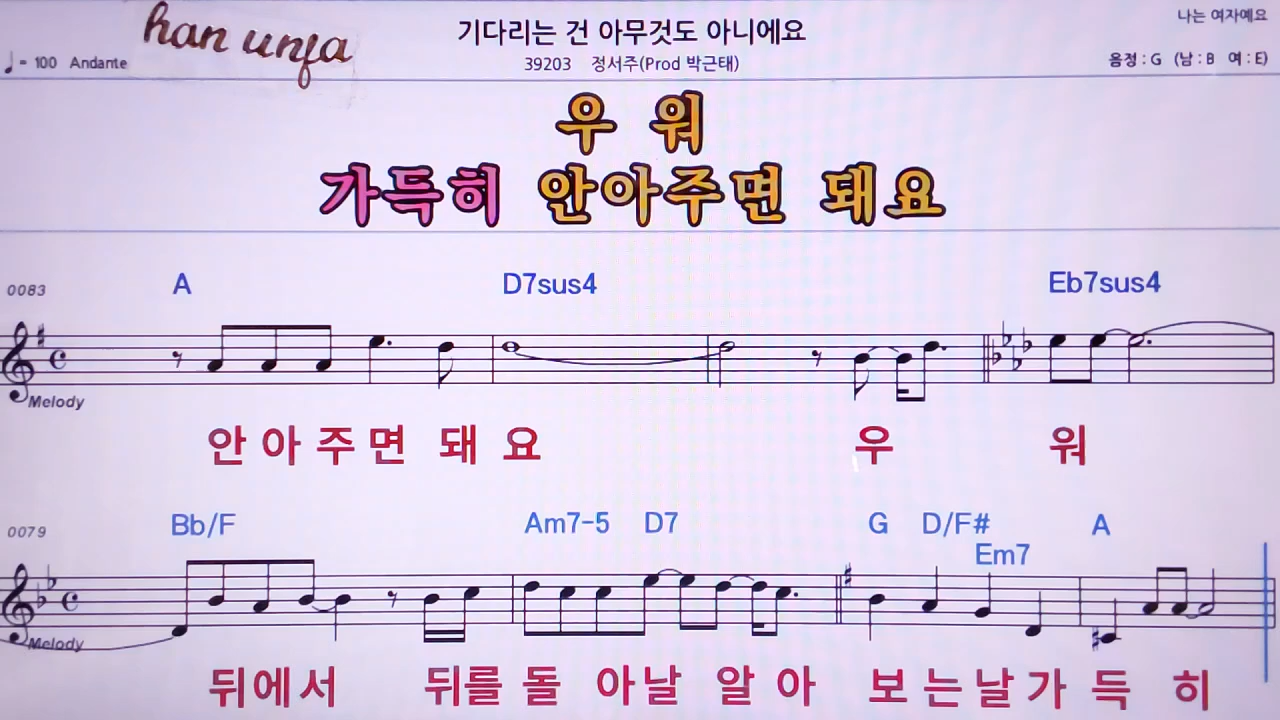 han unfa
기다리는 건 아무것도 아니에요
나는 여자예요
♩= 100 Andante
39203 정서주(Prod 박근태)
음정 : G (남 : B 여 : E)
우 워
가득히 안아주면 돼요
0083 A D7sus4 Eb7sus4
Melody
안 아 주 면 돼 요 우 워
0079 Bb/F Am7-5 D7 G D/F# A
Em7
Melody
뒤에서 뒤를 돌 아날 알 아 보 는날가 득 히